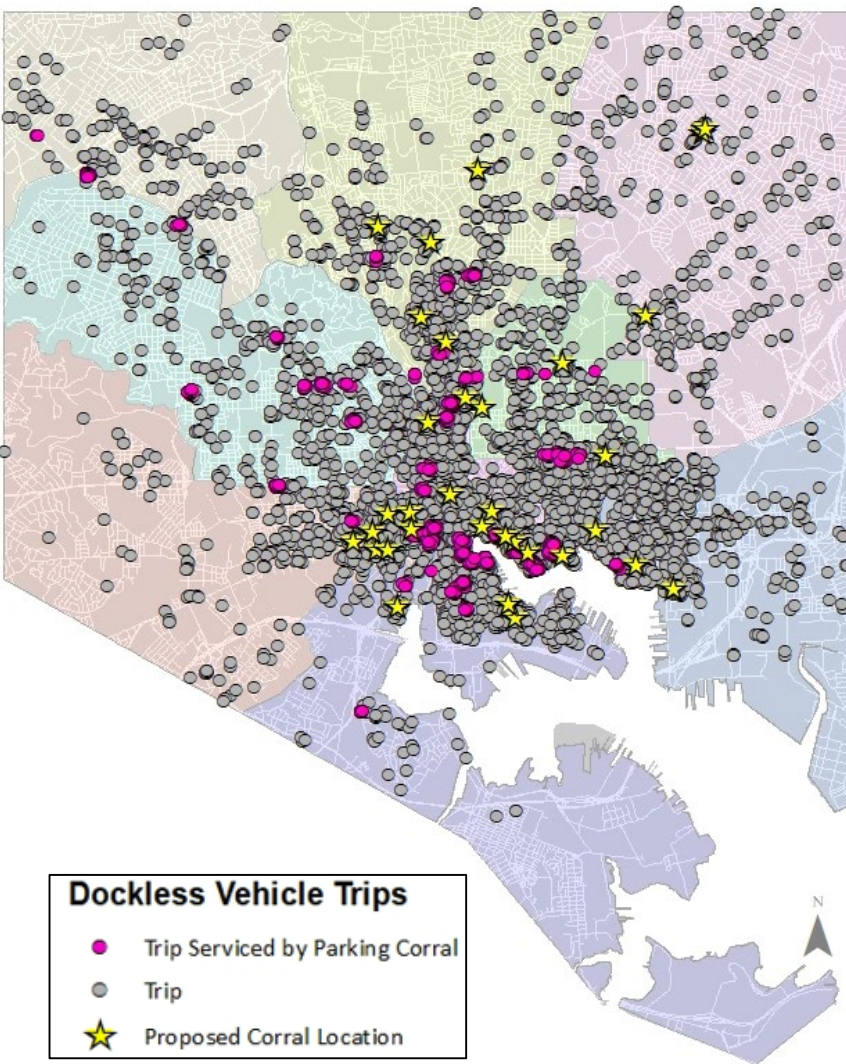 N
Dockless Vehicle Trips
Trip Serviced by Parking Corral
Trip
Proposed Corral Location